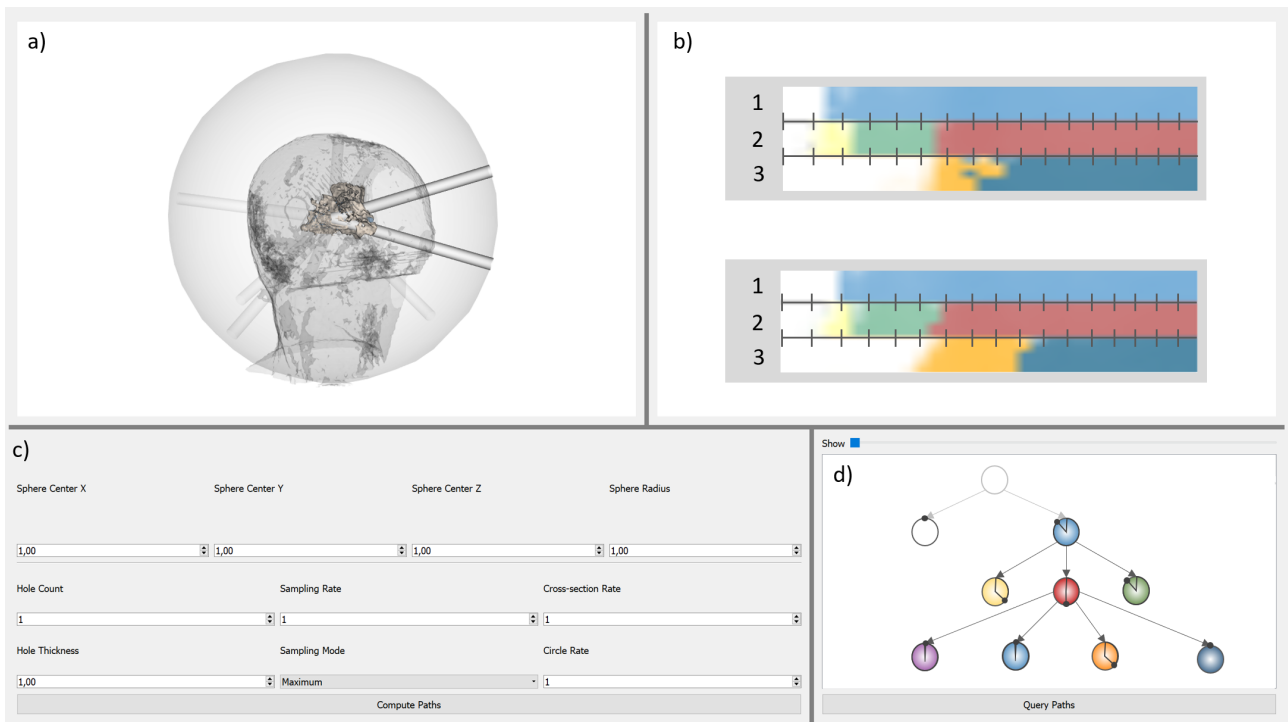 a)
b)
1
2
3
1
2
3
c)
Sphere Center X Sphere Center Y Sphere Center Z Sphere Radius
1,00 1,00 1,00 1,00
Hole Count Sampling Rate Cross-section Rate
1 1 1
Hole Thickness Sampling Mode Circle Rate
1,00 Maximum 1
Compute Paths
Show
d)
Query Paths